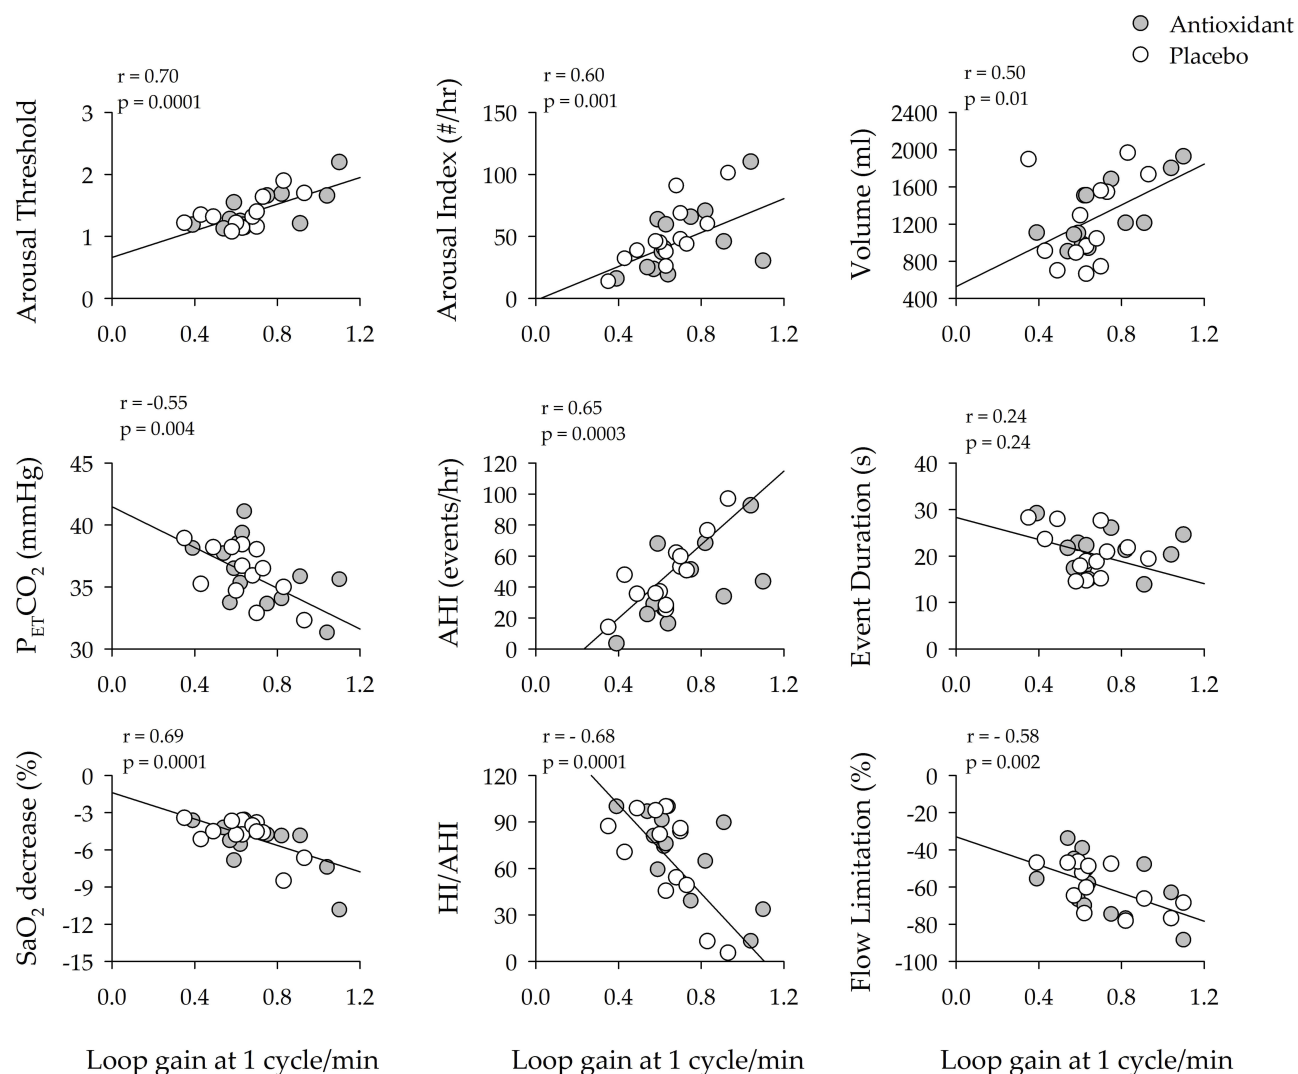 Antioxidant
Placebo
r = 0.70
p = 0.0001
Arousal Threshold
3
2
1
0
0.0 0.4 0.8 1.2
r = 0.60
p = 0.001
Arousal Index (#/hr)
150
100
50
0
0.0 0.4 0.8 1.2
r = 0.50
p = 0.01
Volume (ml)
2400
2000
1600
1200
800
400
0.0 0.4 0.8 1.2
r = -0.55
p = 0.004
PETCO2 (mmHg)
45
40
35
30
0.0 0.4 0.8 1.2
r = 0.65
p = 0.0003
AHI (events/hr)
120
100
80
60
40
20
0
0.0 0.4 0.8 1.2
r = 0.24
p = 0.24
Event Duration (s)
40
30
20
10
0
0.0 0.4 0.8 1.2
r = 0.69
p = 0.0001
SaO2 decrease (%)
0
-3
-6
-9
-12
-15
0.0 0.4 0.8 1.2
Loop gain at 1 cycle/min
r = - 0.68
p = 0.0001
HI/AHI
120
90
60
30
0
0.0 0.4 0.8 1.2
Loop gain at 1 cycle/min
r = - 0.58
p = 0.002
Flow Limitation (%)
0
-20
-40
-60
-80
-100
0.0 0.4 0.8 1.2
Loop gain at 1 cycle/min